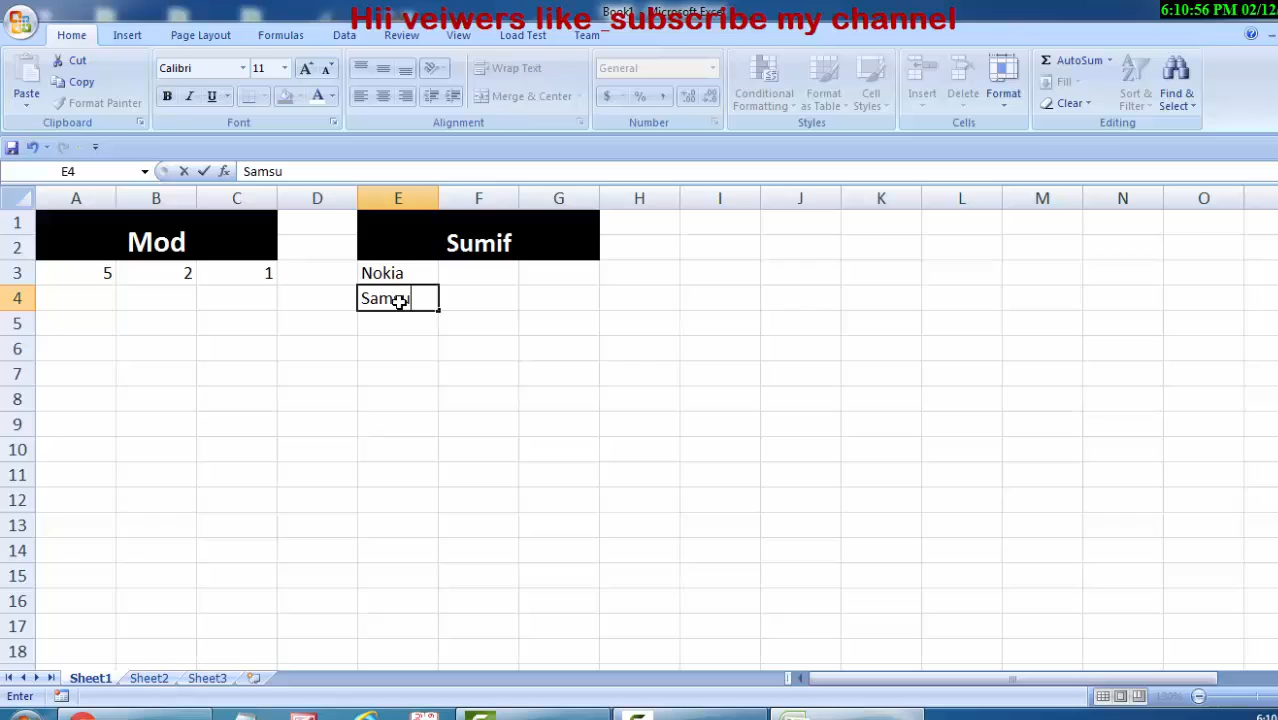 Hii veiwers like _subscribe my channel
6:10:56 PM 02/12
Home Insert Page Layout Formulas Data Review View Load Test Team
Paste
Cut
Copy
Format Painter
Clipboard
Calibri 11
B I U
Font
Wrap Text
Merge & Center
Alignment
General
$ % ,
Number
Conditional Formatting
Format as Table
Cell Styles
Styles
Insert Delete Format
Cells
Σ AutoSum
Fill
Clear
Sort & Filter
Find & Select
Editing
E4 fx Samsu
A B C D E F G H I J K L M N O
1
2 Mod Sumif
3 5 2 1 Nokia
4 Samsu
5
6
7
8
9
10
11
12
13
14
15
16
17
18
Sheet1 Sheet2 Sheet3
Enter